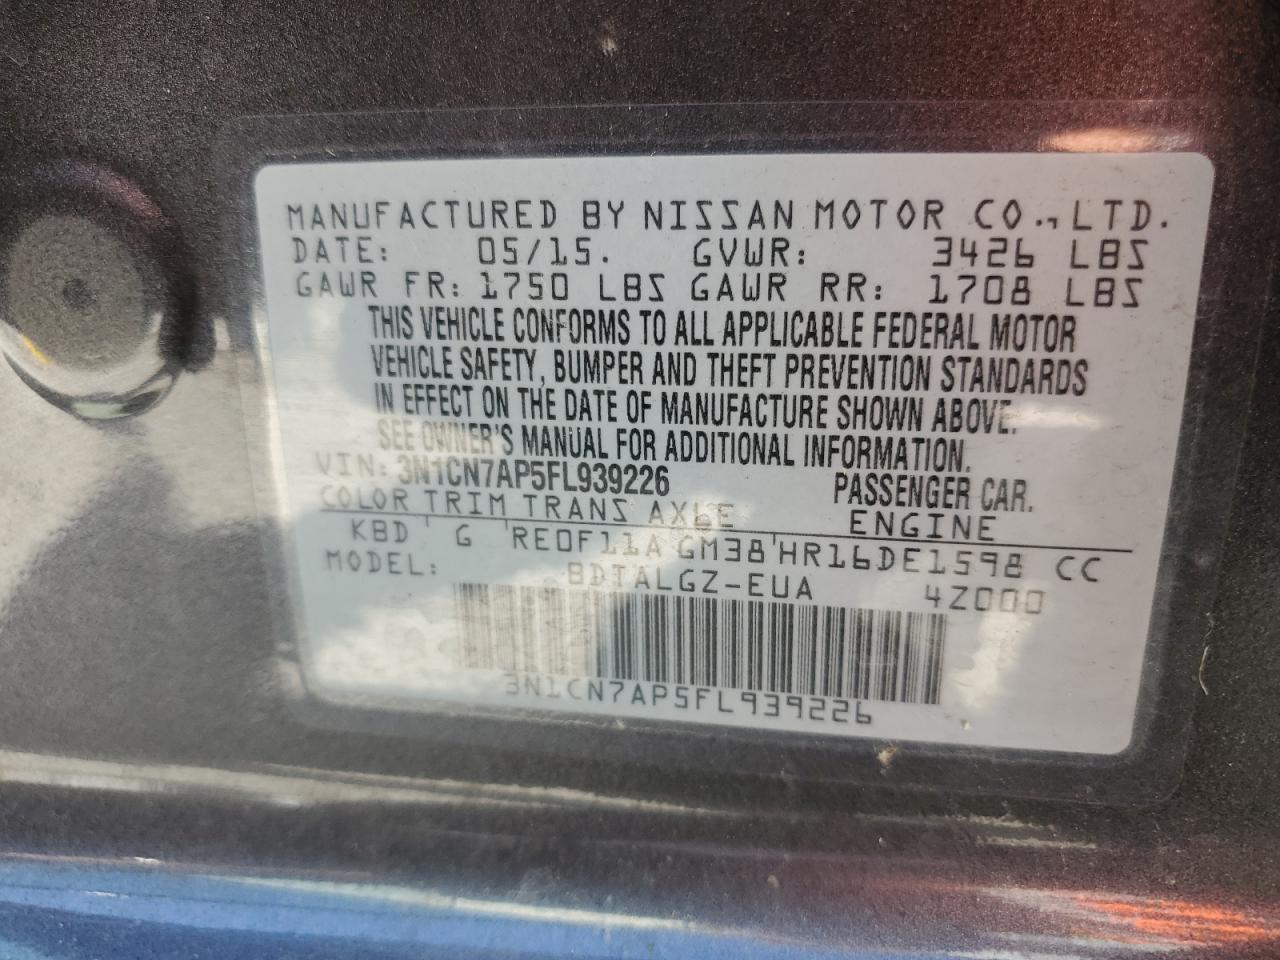 MANUFACTURED BY NISSAN MOTOR CO., LTD.
DATE: 05/15. GVWR: 3426 LBS
GAWR FR: 1750 LBS GAWR RR: 1708 LBS
THIS VEHICLE CONFORMS TO ALL APPLICABLE FEDERAL MOTOR
VEHICLE SAFETY, BUMPER AND THEFT PREVENTION STANDARDS
IN EFFECT ON THE DATE OF MANUFACTURE SHOWN ABOVE.
SEE OWNER'S MANUAL FOR ADDITIONAL INFORMATION.
VIN: 3N1CN7AP5FL939226 PASSENGER CAR.
COLOR TRIM TRANS AXLE ENGINE
KBD G RE0F11A GM38 HR16DE1598 CC
MODEL: BDTALGZ-EUA 4Z000
3N1CN7AP5FL939226